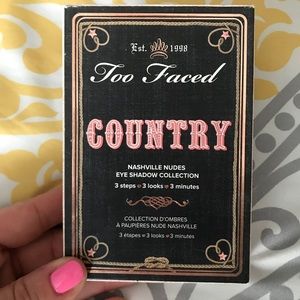 Est. 1998
Too Faced
COUNTRY
NASHVILLE NUDES
EYE SHADOW COLLECTION
3 steps 3 looks 3 minutes
COLLECTION D'OMBRES
A PAUPIÈRES NUDE NASHVILLE
3 étapes 3 looks 3 minutes